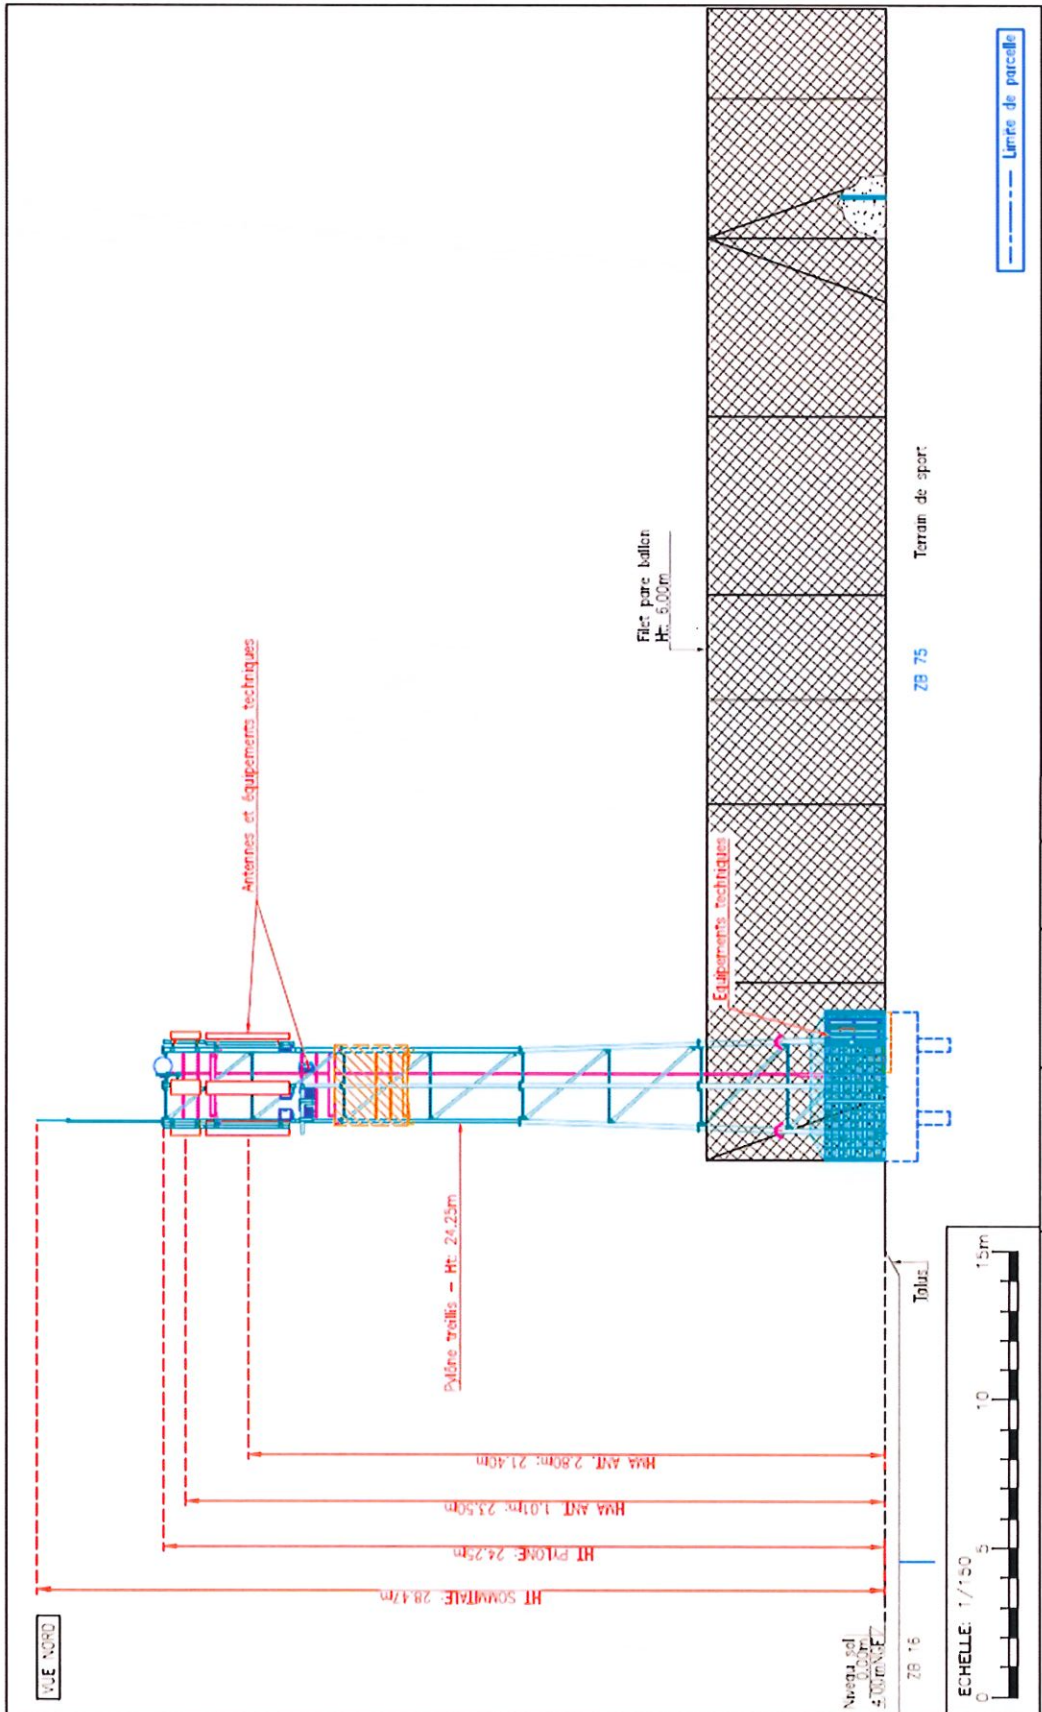 VUE NORD
HT SOMMITALE: 28.47m
HT PYLONE: 24.25m
HMA ANT. 1.01m: 23.50m
HMA ANT. 2.80m: 21.40m
Pylône treillis – Ht: 24.25m
Antennes et équipements techniques
Filet pare ballon
Ht: 6.00m
Equipements techniques
Niveau sol
0.00m
4.00mNGF
ZB 16
Talus
ZB 75
Terrain de sport
ECHELLE: 1/150
0
5
10
15m
Limite de parcelle